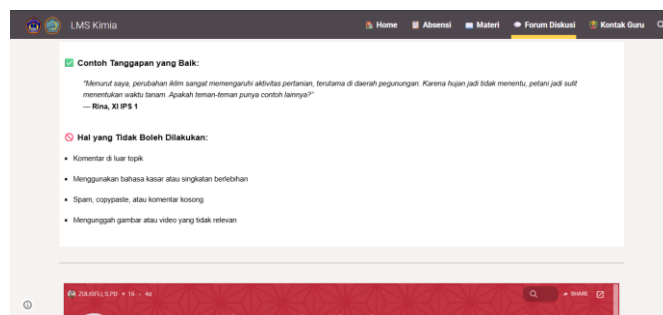 LMS Kimia
Home
Absensi
Materi
Forum Diskusi
Kontak Guru
Contoh Tanggapan yang Baik:
"Menurut saya, perubahan iklim sangat memengaruhi aktivitas pertanian, terutama di daerah pegunungan. Karena hujan jadi tidak menentu, petani jadi sulit
menentukan waktu tanam. Apakah teman-teman punya contoh lainnya?"
— Rina, XI IPS 1
Hal yang Tidak Boleh Dilakukan:
• Komentar di luar topik
• Menggunakan bahasa kasar atau singkatan berlebihan
• Spam, copypaste, atau komentar kosong
• Mengunggah gambar atau video yang tidak relevan
ZULKIFLI, S.PD + 16 - 4d
SHARE